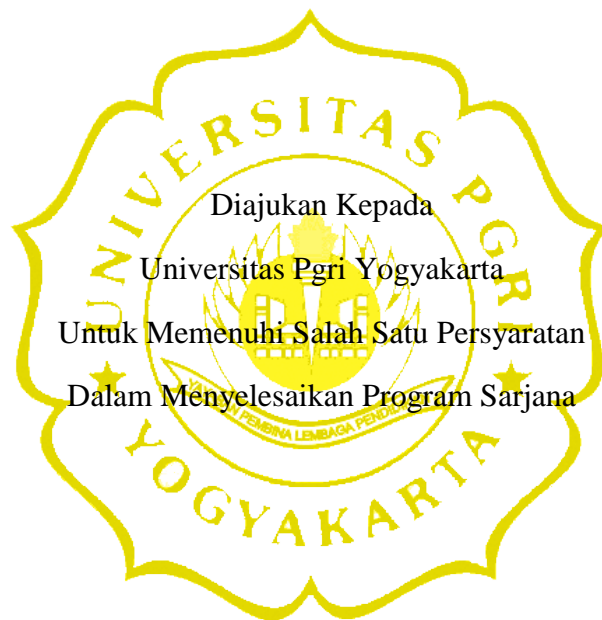 UNIVERSITAS PGRI
Diajukan Kepada
Universitas Pgri Yogyakarta
Untuk Memenuhi Salah Satu Persyaratan
Dalam Menyelesaikan Program Sarjana
PEMBINA LEMBAGA
YOGYAKARTA